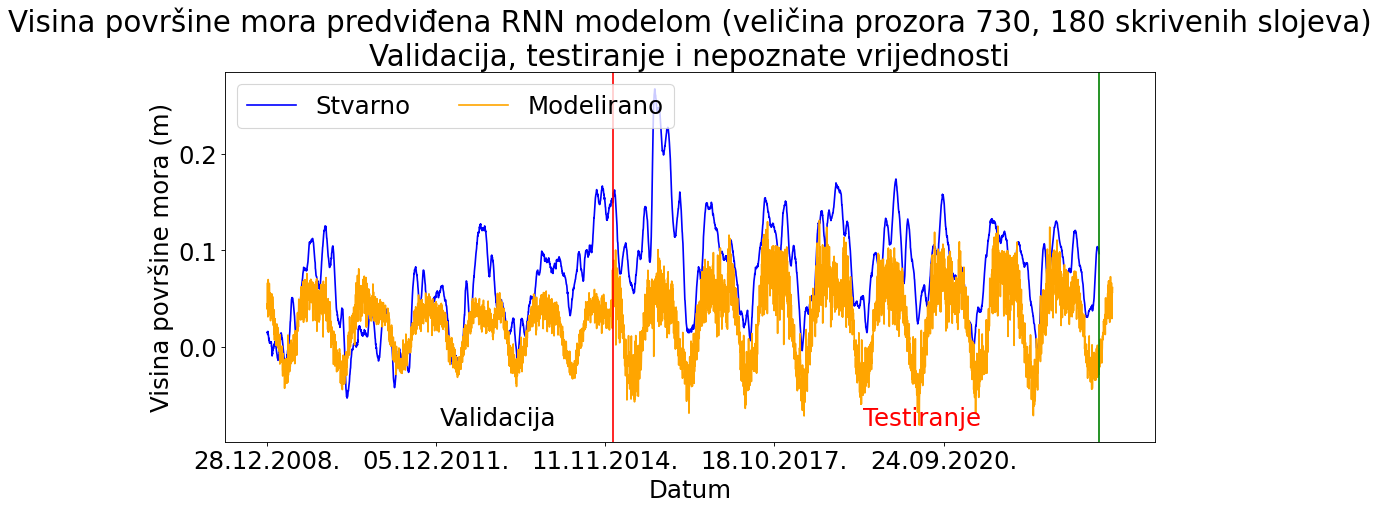 Visina površine mora predviđena RNN modelom (veličina prozora 730, 180 skrivenih slojeva)
Validacija, testiranje i nepoznate vrijednosti
Stvarno
Modelirano
Visina površine mora (m)
0.2
0.1
0.0
Validacija
Testiranje
28.12.2008.
05.12.2011.
11.11.2014.
18.10.2017.
24.09.2020.
Datum